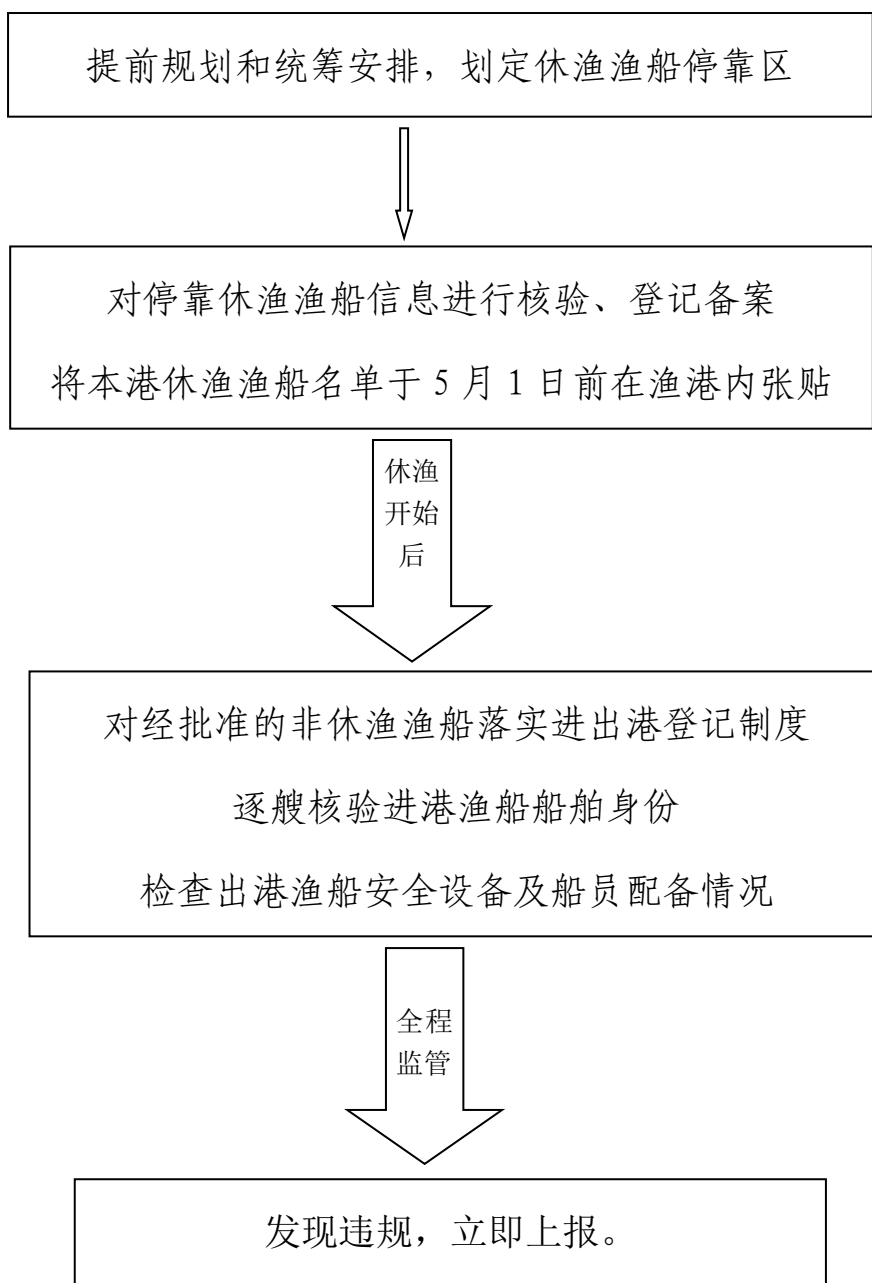 提前规划和统筹安排，划定休渔渔船停靠区
对停靠休渔渔船信息进行核验、登记备案
将本港休渔渔船名单于 5 月 1 日前在渔港内张贴
休渔
开始
后
对经批准的非休渔渔船落实进出港登记制度
逐艘核验进港渔船船舶身份
检查出港渔船安全设备及船员配备情况
全程
监管
发现违规，立即上报。